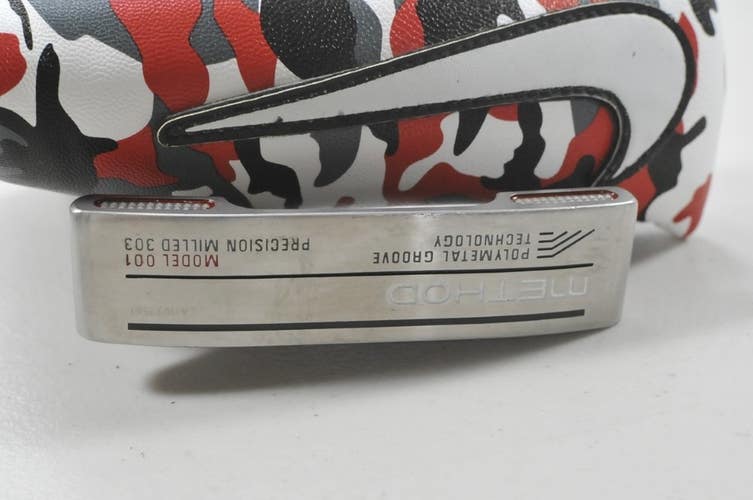 METHOD
POLYMETAL GROOVE
TECHNOLOGY
MODEL 001
PRECISION MILLED 303